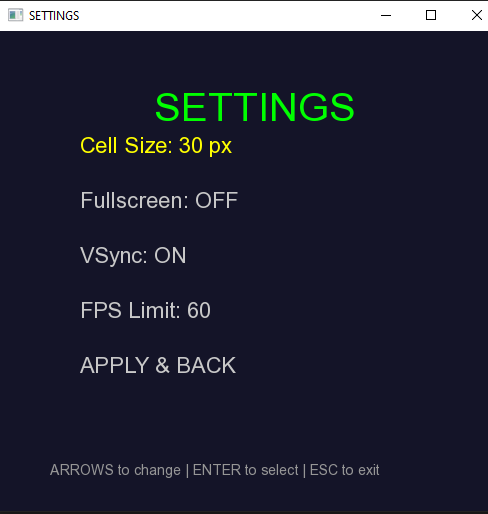 SETTINGS
SETTINGS
Cell Size: 30 px
Fullscreen: OFF
VSync: ON
FPS Limit: 60
APPLY & BACK
ARROWS to change | ENTER to select | ESC to exit